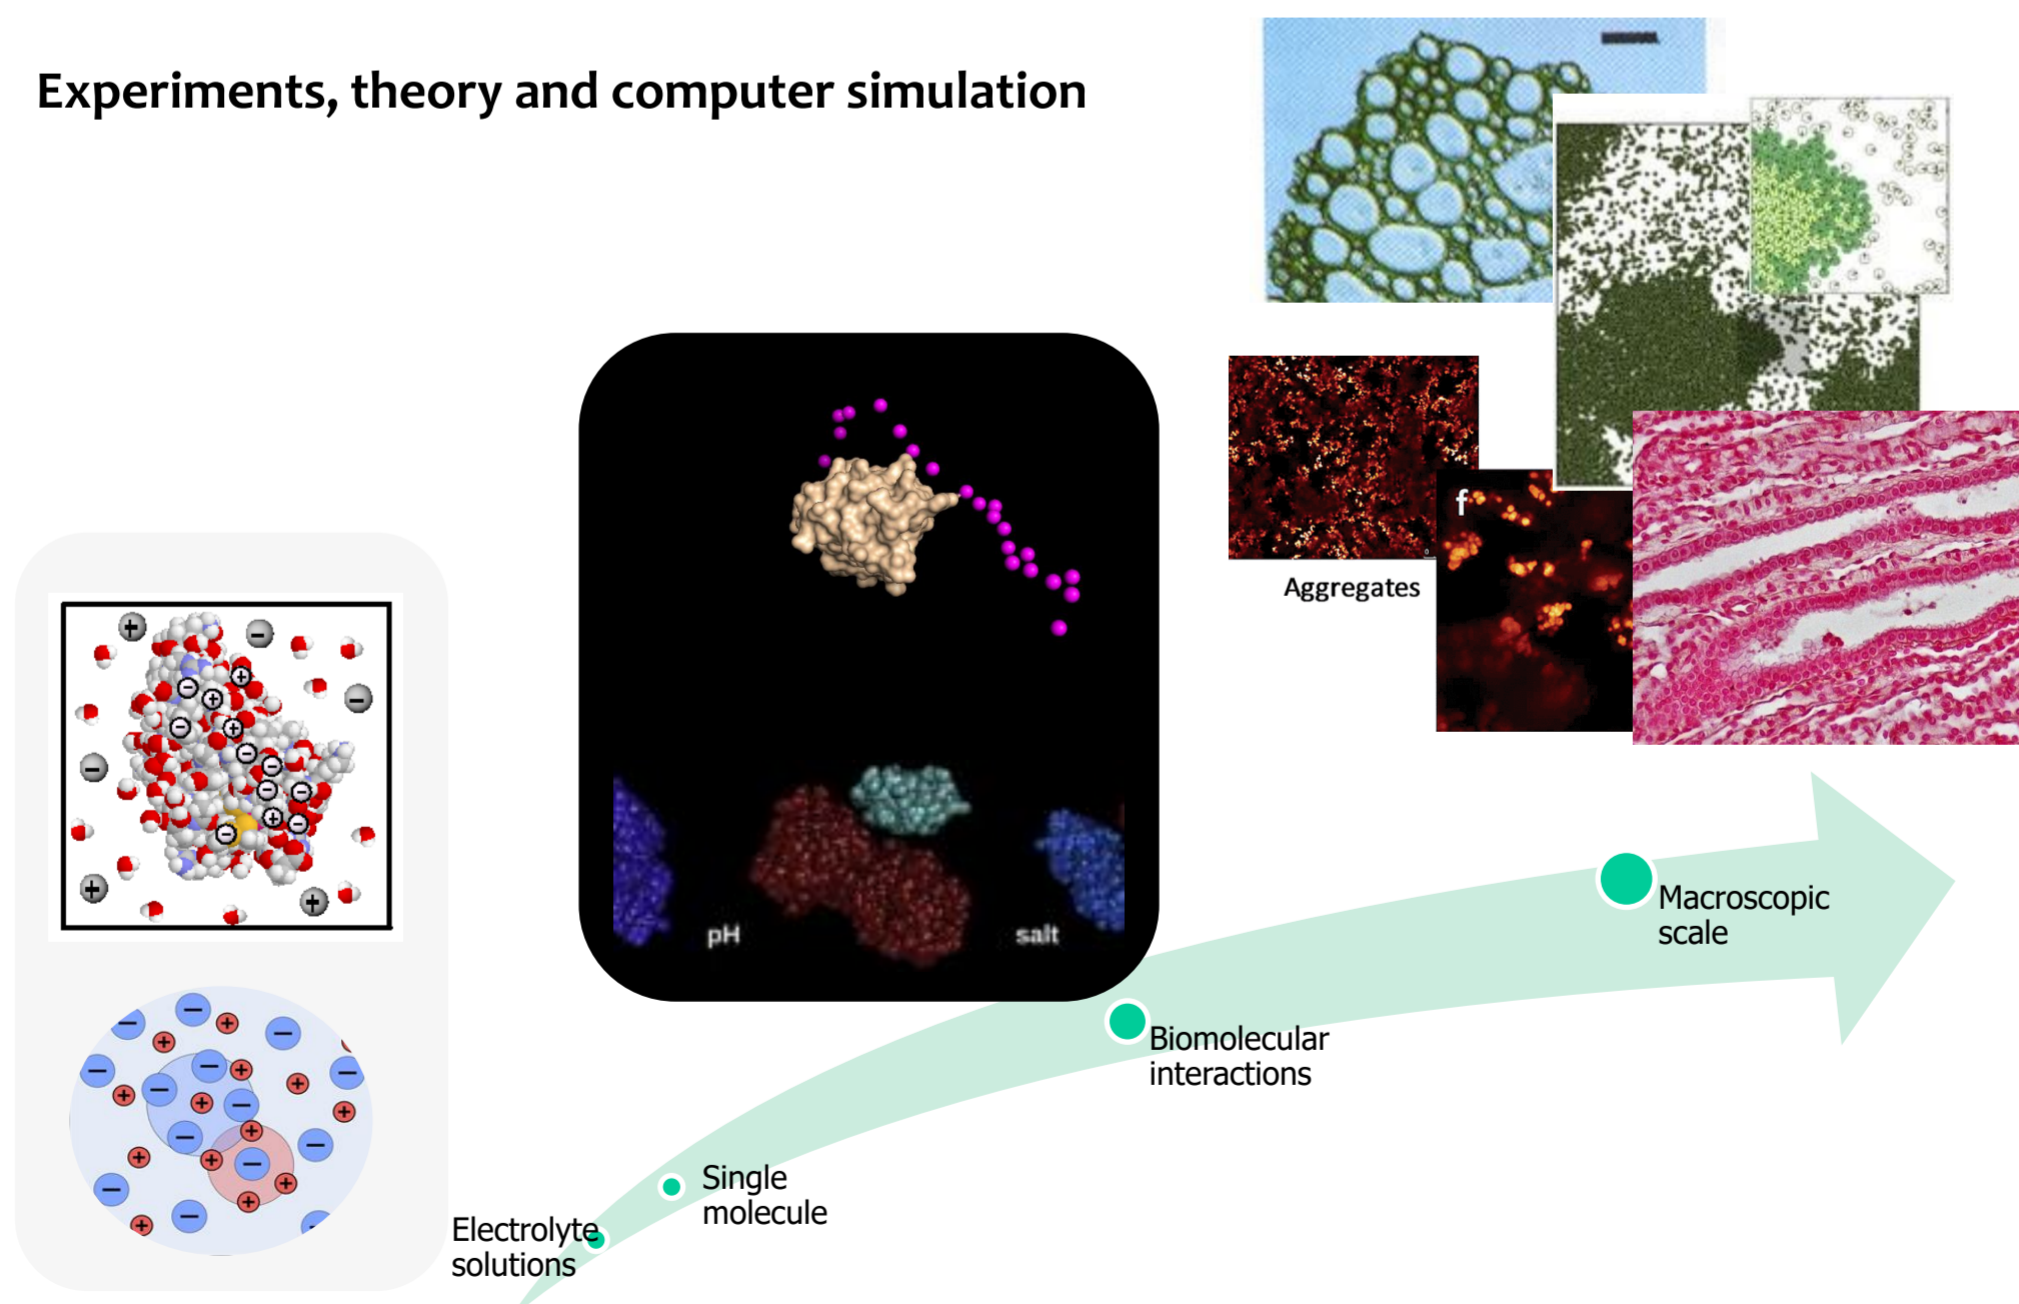 Experiments, theory and computer simulation
f
Aggregates
pH
salt
Macroscopic
scale
Biomolecular
interactions
Single
molecule
Electrolyte
solutions